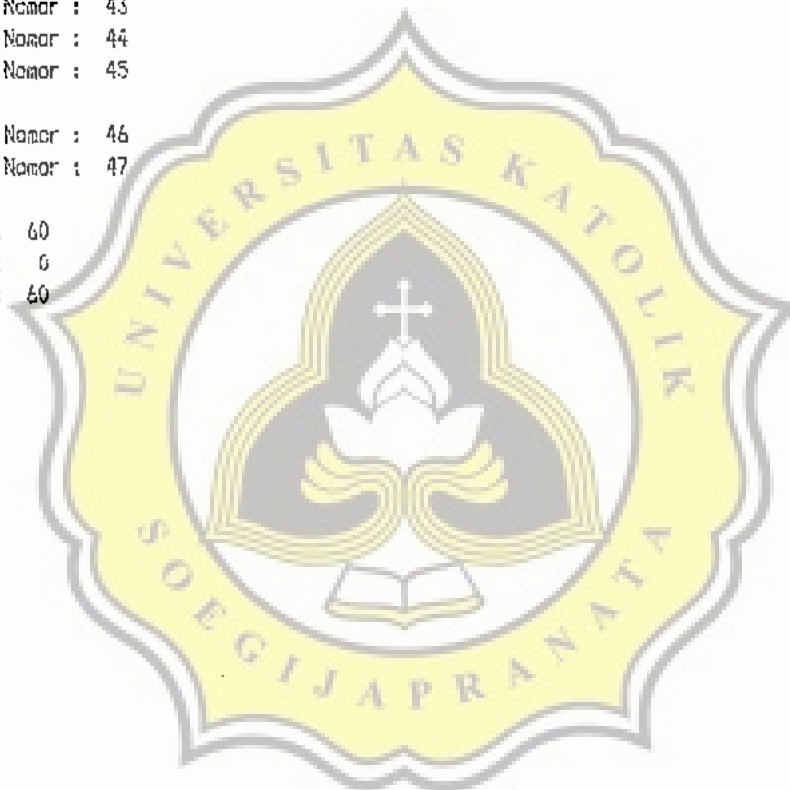 Nomor : 43
Nomor : 44
Nomor : 45
Nomor : 46
Nomor : 47
60
: 0
: 60
UNIVERSITAS KATOLIK
SOEGIJAPRANATA